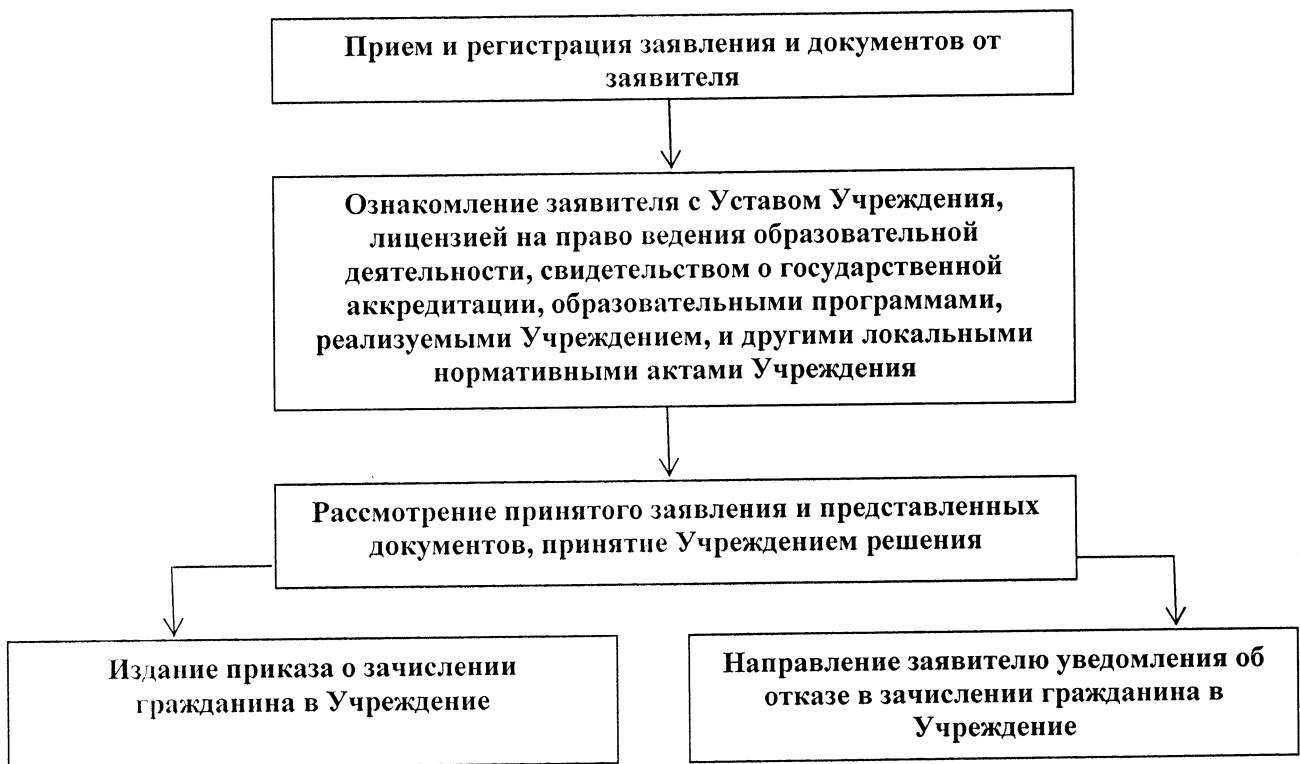 Прием и регистрация заявления и документов от
заявителя
Ознакомление заявителя с Уставом Учреждения,
лицензией на право ведения образовательной
деятельности, свидетельством о государственной
аккредитации, образовательными программами,
реализуемыми Учреждением, и другими локальными
нормативными актами Учреждения
Рассмотрение принятого заявления и представленных
документов, принятие Учреждением решения
Издание приказа о зачислении
гражданина в Учреждение
Направление заявителю уведомления об
отказе в зачислении гражданина в
Учреждение